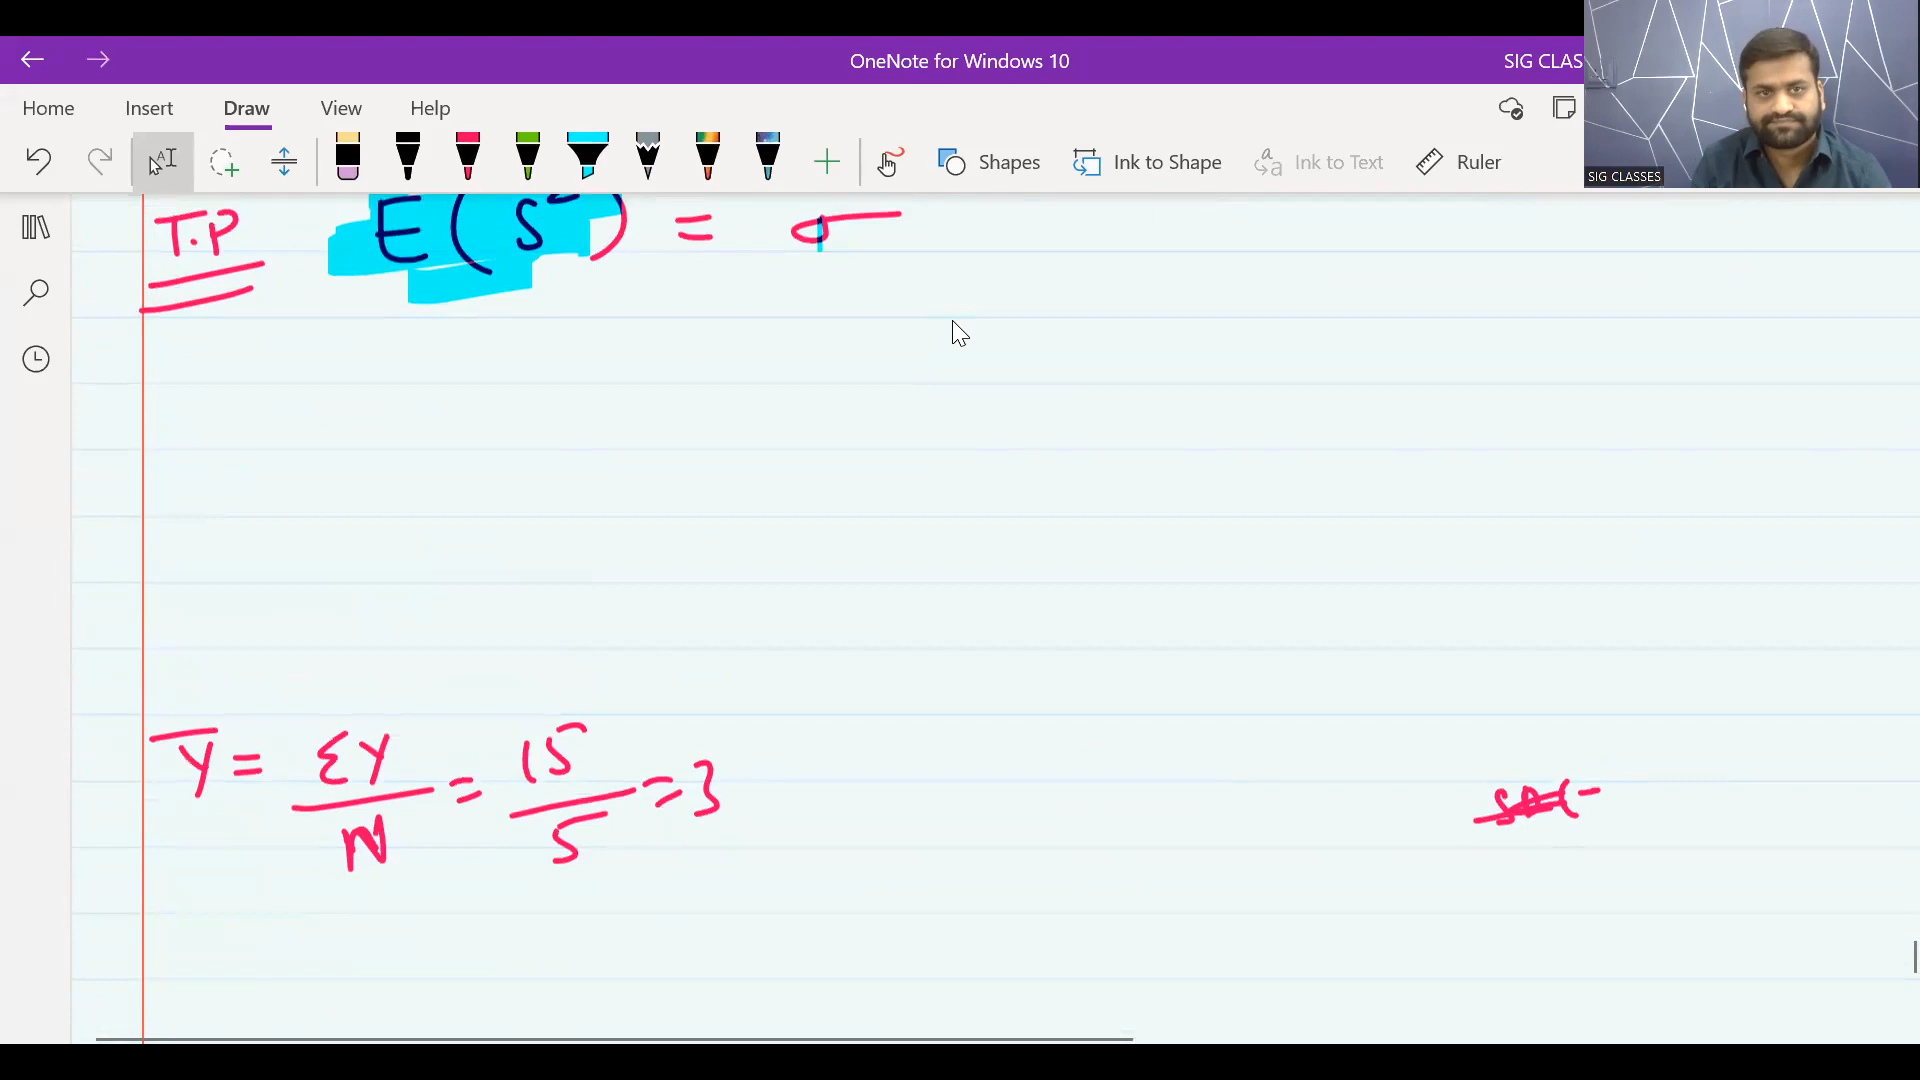 OneNote for Windows 10
SIG CLAS
Home Insert Draw View Help
Shapes Ink to Shape Ink to Text Ruler
SIG CLASSES
T.P E(S²) = σ
Y̅ = ΣY/N = 15/5 = 3